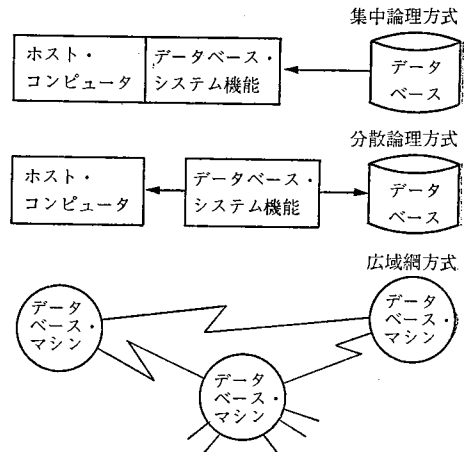 集中論理方式
ホスト・
コンピュータ
データベース・
システム機能
データ
ベース
分散論理方式
ホスト・
コンピュータ
データベース・
システム機能
データ
ベース
広域網方式
データ
ベース・
マシン
データ
ベース・
マシン
データ
ベース・
マシン